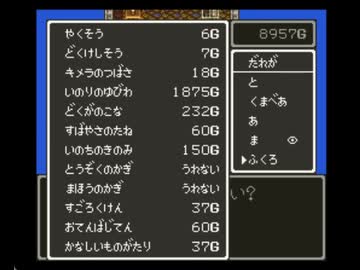 やくそう 6G
どくけしそう 7G
キメラのつばさ 18G
いのりのゆびわ 1875G
どくがのこな 232G
すばやさのたね 60G
いのちのきのみ 150G
とうぞくのかぎ うれない
まほうのかぎ うれない
すごろくけん 37G
おてんばじてん 60G
かなしいものがたり 37G
8957G
だれが
と
くまべあ
あ
ま
▶ふくろ
い?